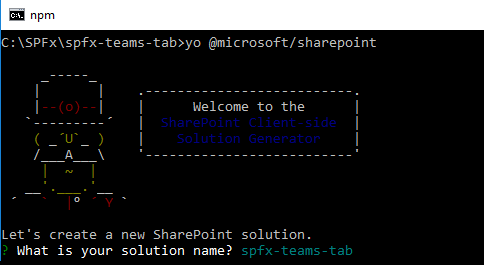 npm
C:\SPFx\spfx-teams-tab>yo @microsoft/sharepoint
Welcome to the
SharePoint Client-side
Solution Generator
Let's create a new SharePoint solution.
? What is your solution name? spfx-teams-tab